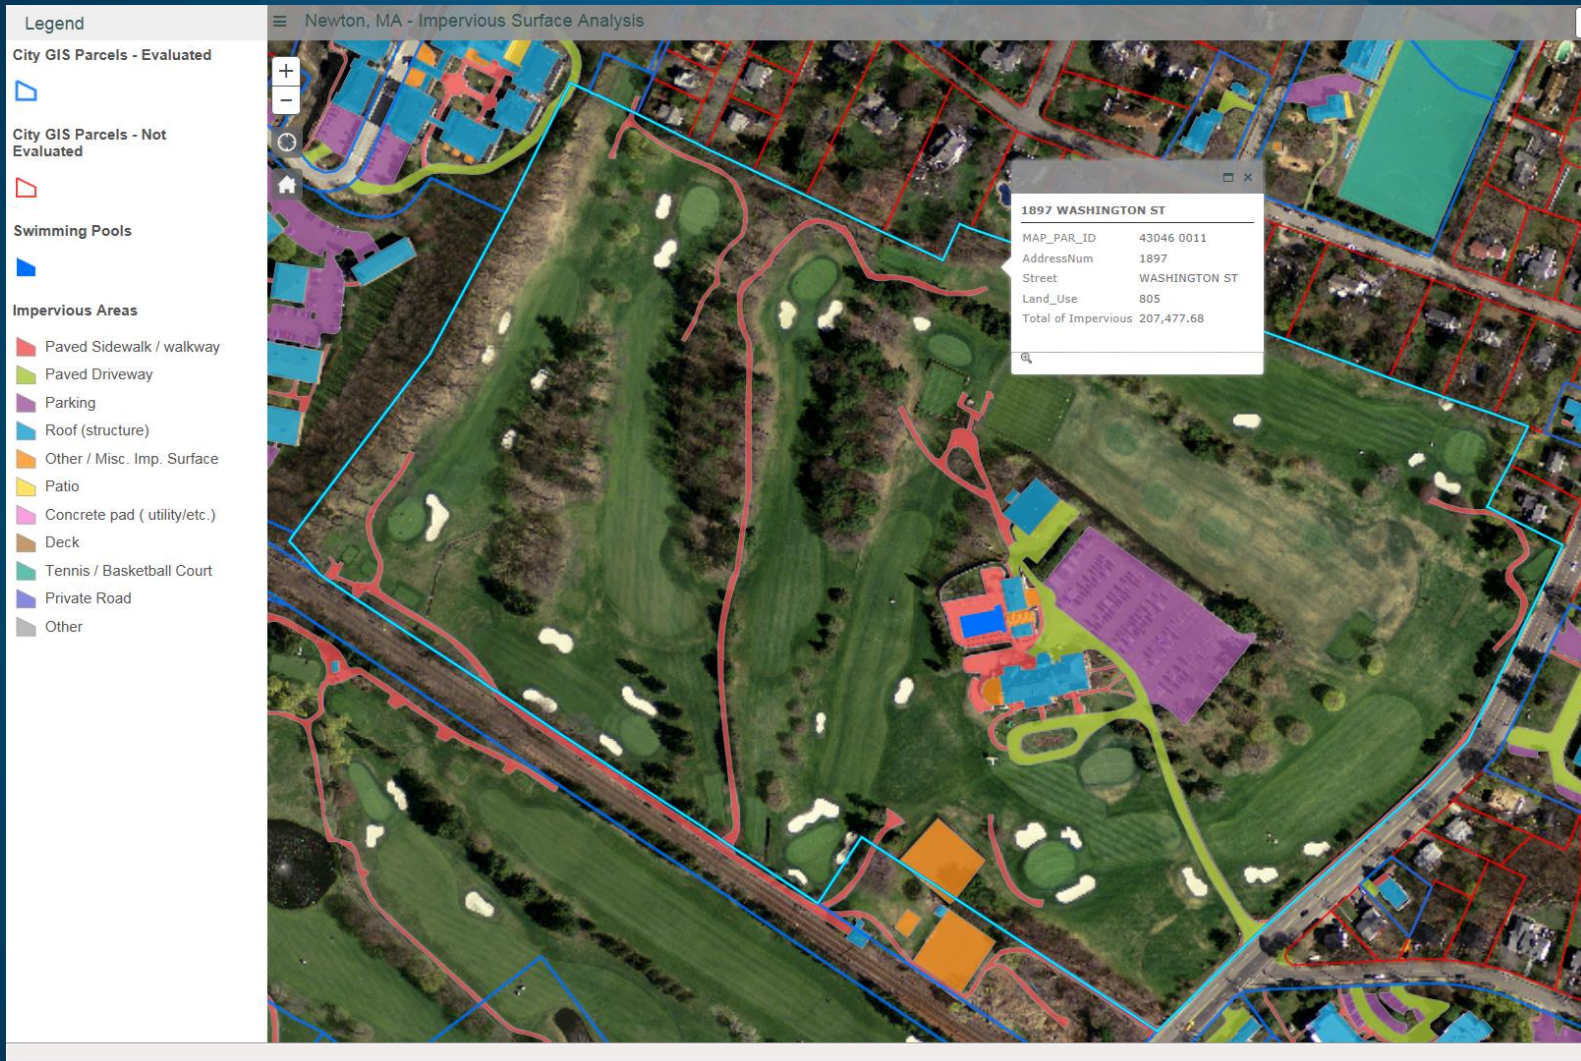 Legend
Newton, MA - Impervious Surface Analysis
City GIS Parcels - Evaluated
City GIS Parcels - Not
Evaluated
Swimming Pools
Impervious Areas
Paved Sidewalk / walkway
Paved Driveway
Parking
Roof (structure)
Other / Misc. Imp. Surface
Patio
Concrete pad ( utility/etc.)
Deck
Tennis / Basketball Court
Private Road
Other
1897 WASHINGTON ST
MAP_PAR_ID 43046 0011
AddressNum 1897
Street WASHINGTON ST
Land_Use 805
Total of Impervious 207,477.68